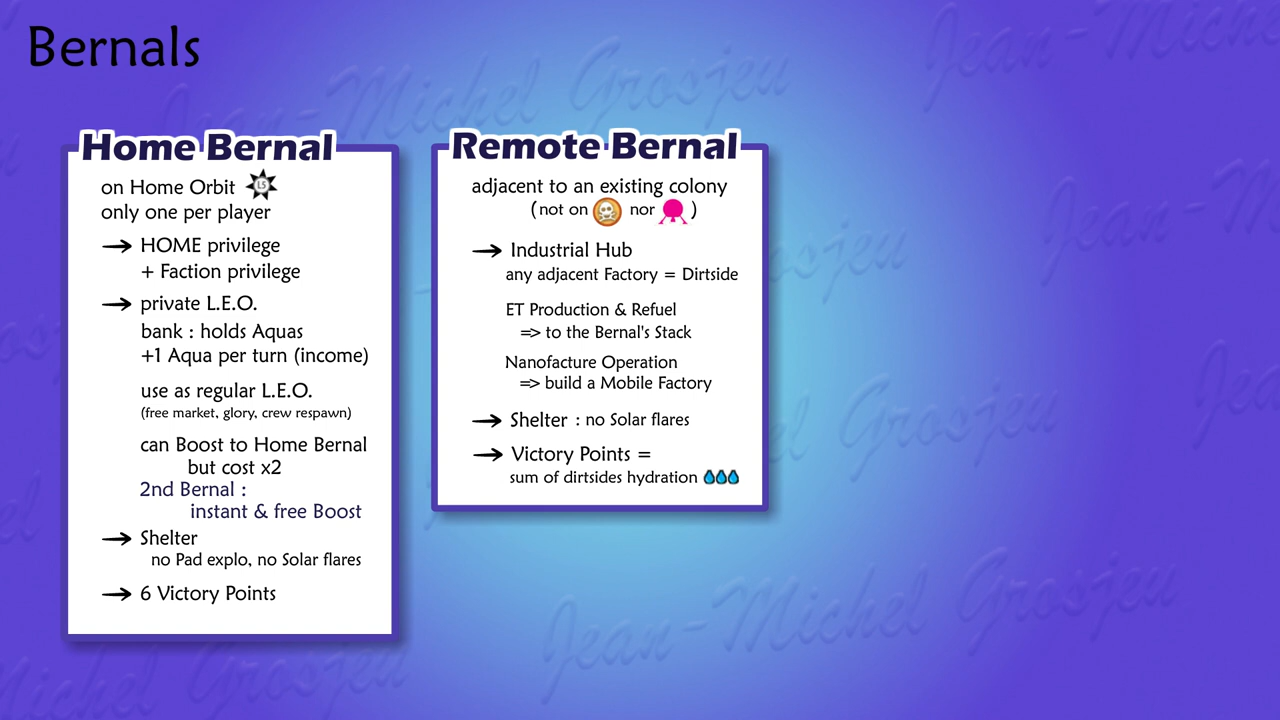 Bernals
Home Bernal
on Home Orbit L5
only one per player
→ HOME privilege
+ Faction privilege
→ private L.E.O.
bank : holds Aquas
+1 Aqua per turn (income)
use as regular L.E.O.
(free market, glory, crew respawn)
can Boost to Home Bernal
but cost x2
2nd Bernal :
instant & free Boost
→ Shelter
no Pad explo, no Solar flares
→ 6 Victory Points
Remote Bernal
adjacent to an existing colony
(not on nor )
→ Industrial Hub
any adjacent Factory = Dirtside
ET Production & Refuel
=> to the Bernal's Stack
Nanofacture Operation
=> build a Mobile Factory
→ Shelter : no Solar flares
→ Victory Points =
sum of dirtsides hydration
Jean-Michel Grosjeu